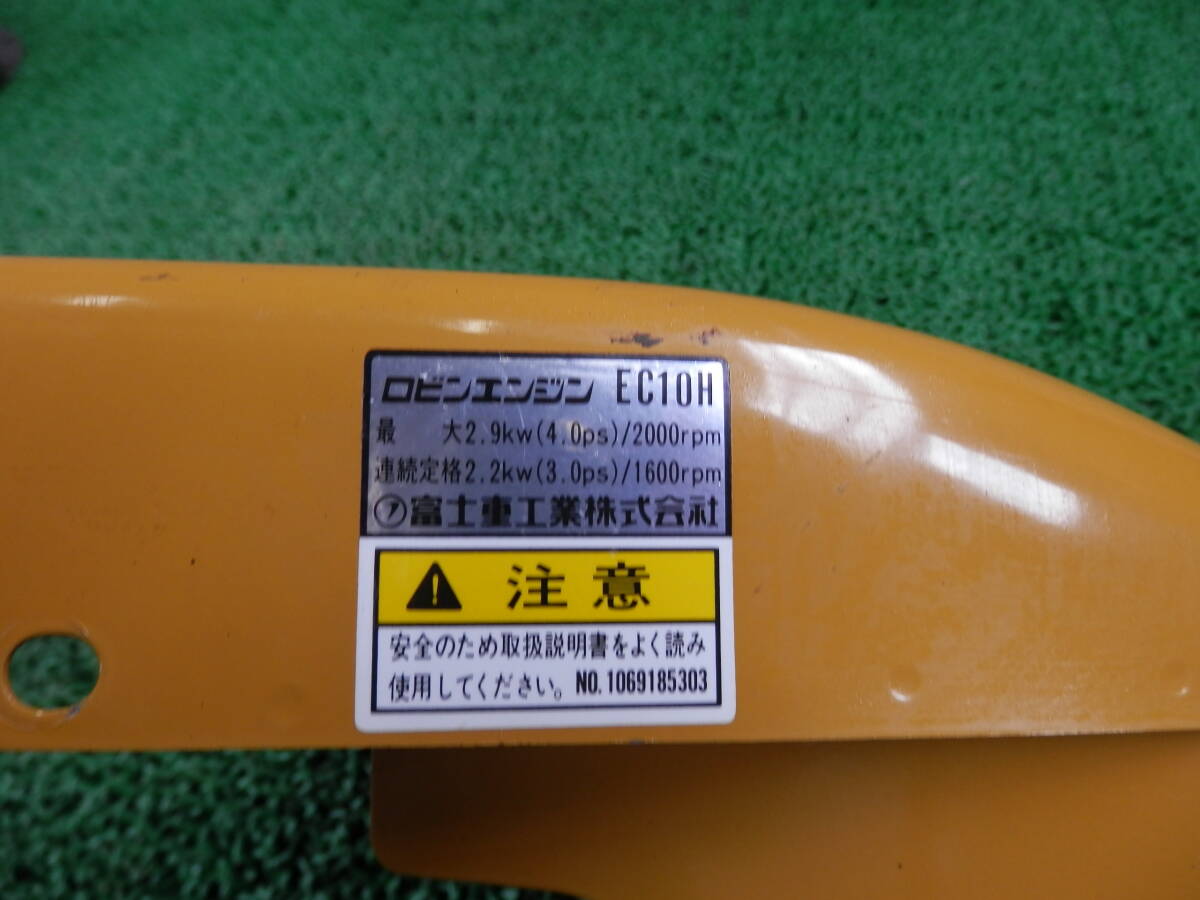 ロビンエンジン EC10H
最 大2.9kw(4.0ps)/2000rpm
連続定格2.2kw(3.0ps)/1600rpm
富士重工業株式会社
注意
安全のため取扱説明書をよく読み
使用してください。 NO. 1069185303